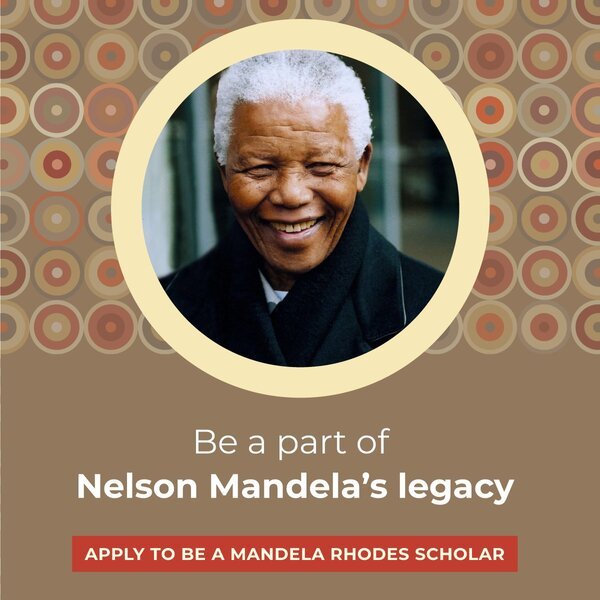 Be a part of
Nelson Mandela’s legacy
APPLY TO BE A MANDELA RHODES SCHOLAR